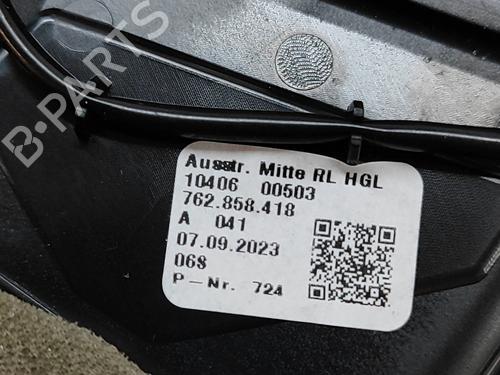 B-PARTS
Ausstr. Mitte RL HGL
10406 00503
762.858.418
A 041
07.09.2023
068
P-Nr. 724